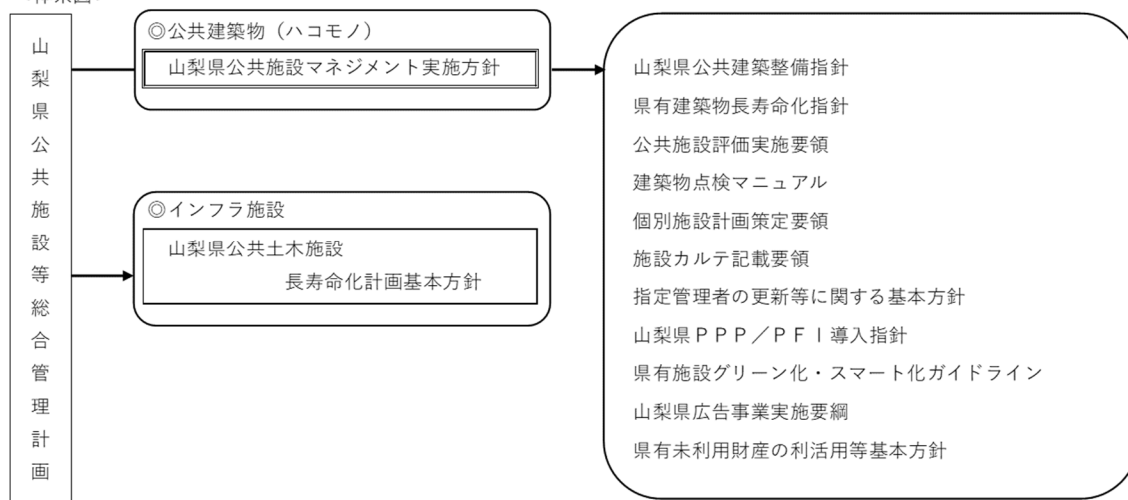 山梨県公共施設等総合管理計画
◎公共建築物（ハコモノ）
山梨県公共施設マネジメント実施方針
◎インフラ施設
山梨県公共土木施設
長寿命化計画基本方針
山梨県公共建築整備指針
県有建築物長寿命化指針
公共施設評価実施要領
建築物点検マニュアル
個別施設計画策定要領
施設カルテ記載要領
指定管理者の更新等に関する基本方針
山梨県ＰＰＰ／ＰＦＩ導入指針
県有施設グリーン化・スマート化ガイドライン
山梨県広告事業実施要綱
県有未利用財産の利活用等基本方針